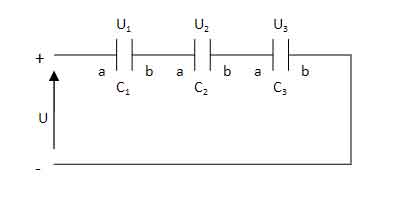 U₁ U₂ U₃
+
a b a b a b
C₁ C₂ C₃
U
-